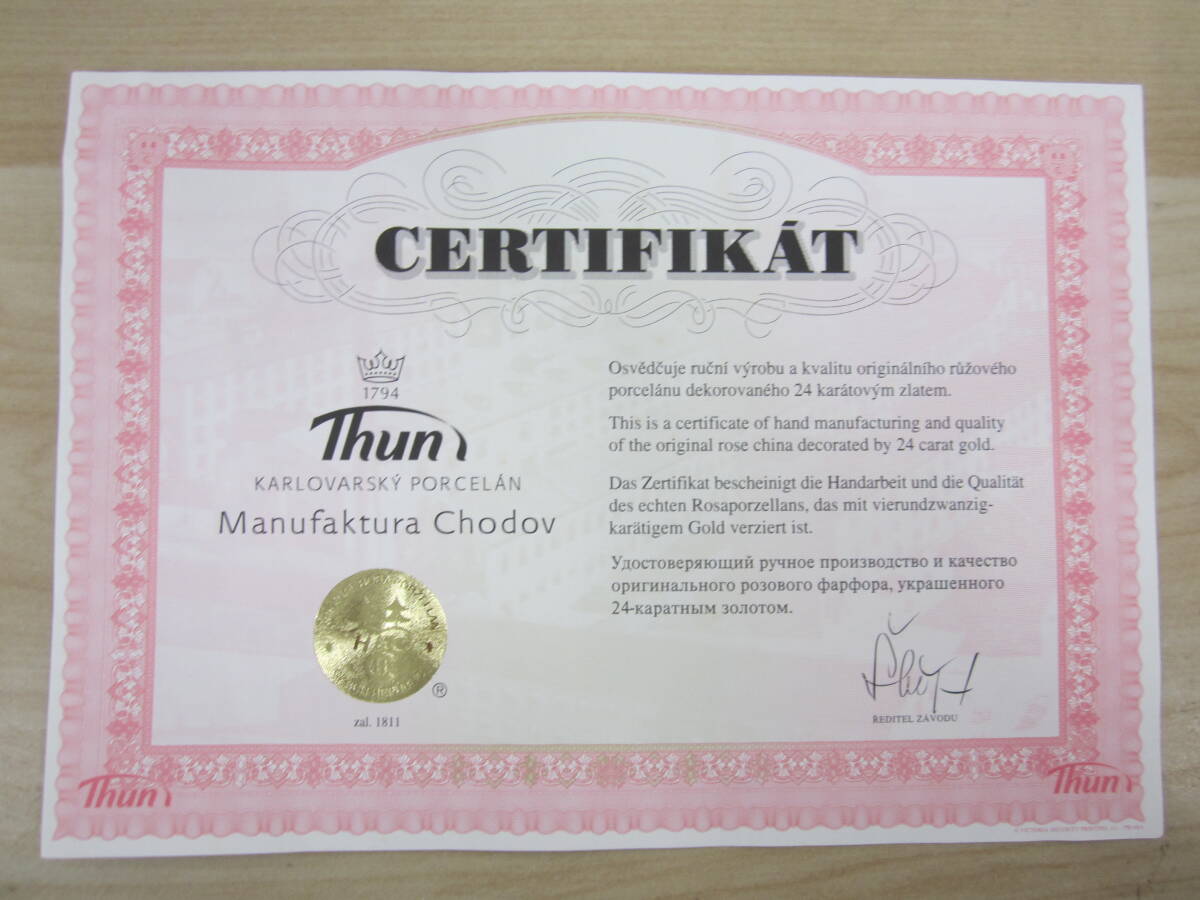 CERTIFIKÁT
1794
Thun
KARLOVARSKÝ PORCELÁN
Manufaktura Chodov
®
zal. 1811
Osvědčuje ruční výrobu a kvalitu originálního růžového
porcelánu dekorovaného 24 karátovým zlatem.
This is a certificate of hand manufacturing and quality
of the original rose china decorated by 24 carat gold.
Das Zertifikat bescheinigt die Handarbeit und die Qualität
des echten Rosaporzellans, das mit vierundzwanzig-
karätigem Gold verziert ist.
Удостоверяющий ручное производство и качество
оригинального розового фарфора, украшенного
24-каратным золотом.
ŘEDITEL ZÁVODU
Thun
Thun